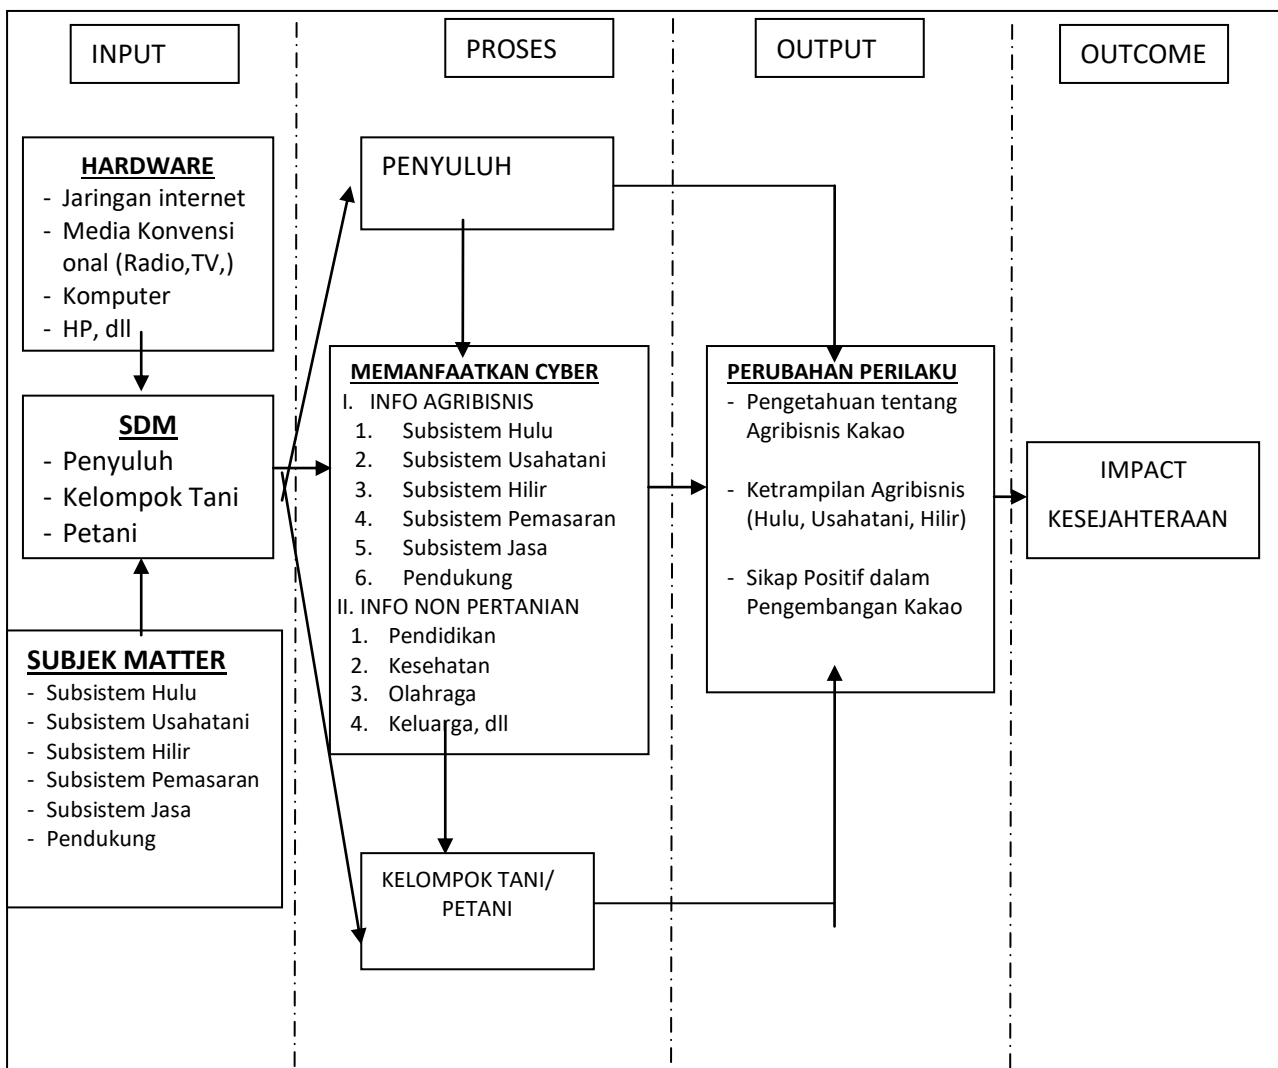 INPUT
PROSES
OUTPUT
OUTCOME
HARDWARE
- Jaringan internet
- Media Konvensi
onal (Radio,TV,)
- Komputer
- HP, dll
SDM
- Penyuluh
- Kelompok Tani
- Petani
SUBJEK MATTER
- Subsistem Hulu
- Subsistem Usahatani
- Subsistem Hilir
- Subsistem Pemasaran
- Subsistem Jasa
- Pendukung
PENYULUH
MEMANFAATKAN CYBER
I. INFO AGRIBISNIS
1. Subsistem Hulu
2. Subsistem Usahatani
3. Subsistem Hilir
4. Subsistem Pemasaran
5. Subsistem Jasa
6. Pendukung
II. INFO NON PERTANIAN
1. Pendidikan
2. Kesehatan
3. Olahraga
4. Keluarga, dll
KELOMPOK TANI/
PETANI
PERUBAHAN PERILAKU
- Pengetahuan tentang
Agribisnis Kakao
- Ketrampilan Agribisnis
(Hulu, Usahatani, Hilir)
- Sikap Positif dalam
Pengembangan Kakao
IMPACT
KESEJAHTERAAN